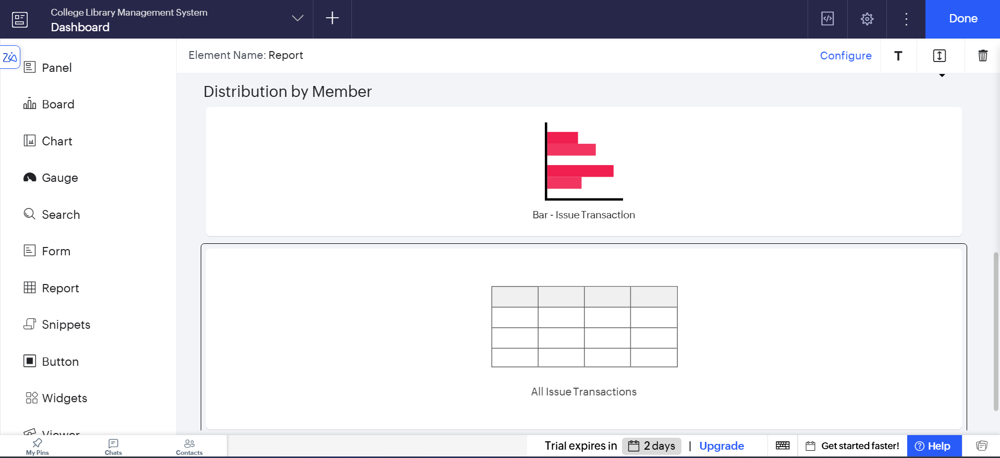 College Library Management System
Dashboard
Done
Zia
Element Name: Report
Configure
T
Panel
Board
Chart
Gauge
Search
Form
Report
Snippets
Button
Widgets
Viewer
Distribution by Member
Bar - Issue Transaction
All Issue Transactions
My Pins
Chats
Contacts
Trial expires in 2 days | Upgrade
Get started faster!
Help